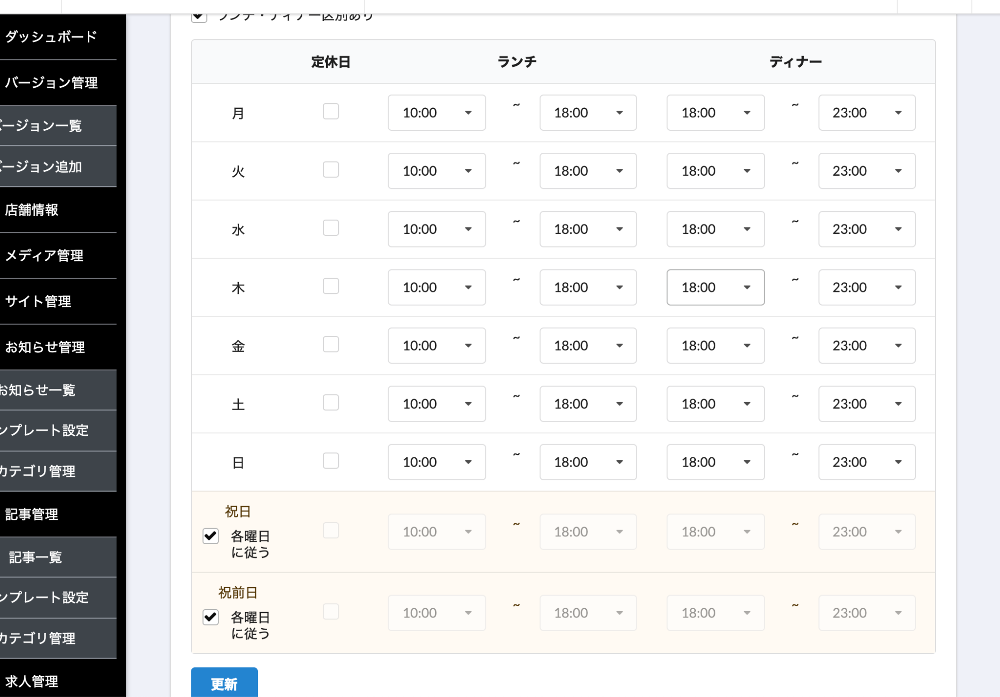 ダッシュボード
バージョン管理
バージョン一覧
バージョン追加
店舗情報
メディア管理
サイト管理
お知らせ管理
お知らせ一覧
ンプレート設定
カテゴリ管理
記事管理
記事一覧
ンプレート設定
カテゴリ管理
求人管理
ランチ・ディナー区別あり
定休日 ランチ ディナー
月 10:00 ~ 18:00 18:00 ~ 23:00
火 10:00 ~ 18:00 18:00 ~ 23:00
水 10:00 ~ 18:00 18:00 ~ 23:00
木 10:00 ~ 18:00 18:00 ~ 23:00
金 10:00 ~ 18:00 18:00 ~ 23:00
土 10:00 ~ 18:00 18:00 ~ 23:00
日 10:00 ~ 18:00 18:00 ~ 23:00
祝日
各曜日
に従う
10:00 ~ 18:00 18:00 ~ 23:00
祝前日
各曜日
に従う
10:00 ~ 18:00 18:00 ~ 23:00
更新